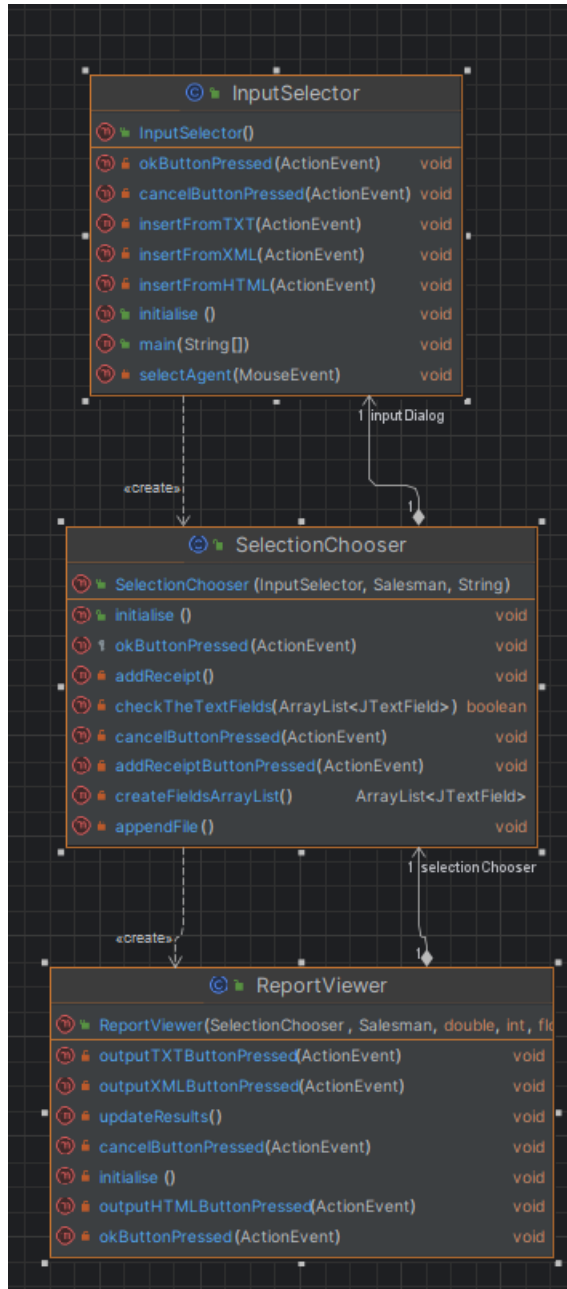 InputSelector
InputSelector()
okButtonPressed(ActionEvent) void
cancelButtonPressed(ActionEvent) void
insertFromTXT(ActionEvent) void
insertFromXML(ActionEvent) void
insertFromHTML(ActionEvent) void
initialise () void
main(String[]) void
selectAgent(MouseEvent) void
1 inputDialog
«create»
1
SelectionChooser
SelectionChooser (InputSelector, Salesman, String)
initialise () void
okButtonPressed(ActionEvent) void
addReceipt() void
checkTheTextFields(ArrayList<JTextField>) boolean
cancelButtonPressed(ActionEvent) void
addReceiptButtonPressed(ActionEvent) void
createFieldsArrayList() ArrayList<JTextField>
appendFile() void
1 selectionChooser
«create»
1
ReportViewer
ReportViewer(SelectionChooser, Salesman, double, int, flo
outputTXTButtonPressed(ActionEvent) void
outputXMLButtonPressed(ActionEvent) void
updateResults() void
cancelButtonPressed(ActionEvent) void
initialise () void
outputHTMLButtonPressed(ActionEvent) void
okButtonPressed(ActionEvent) void